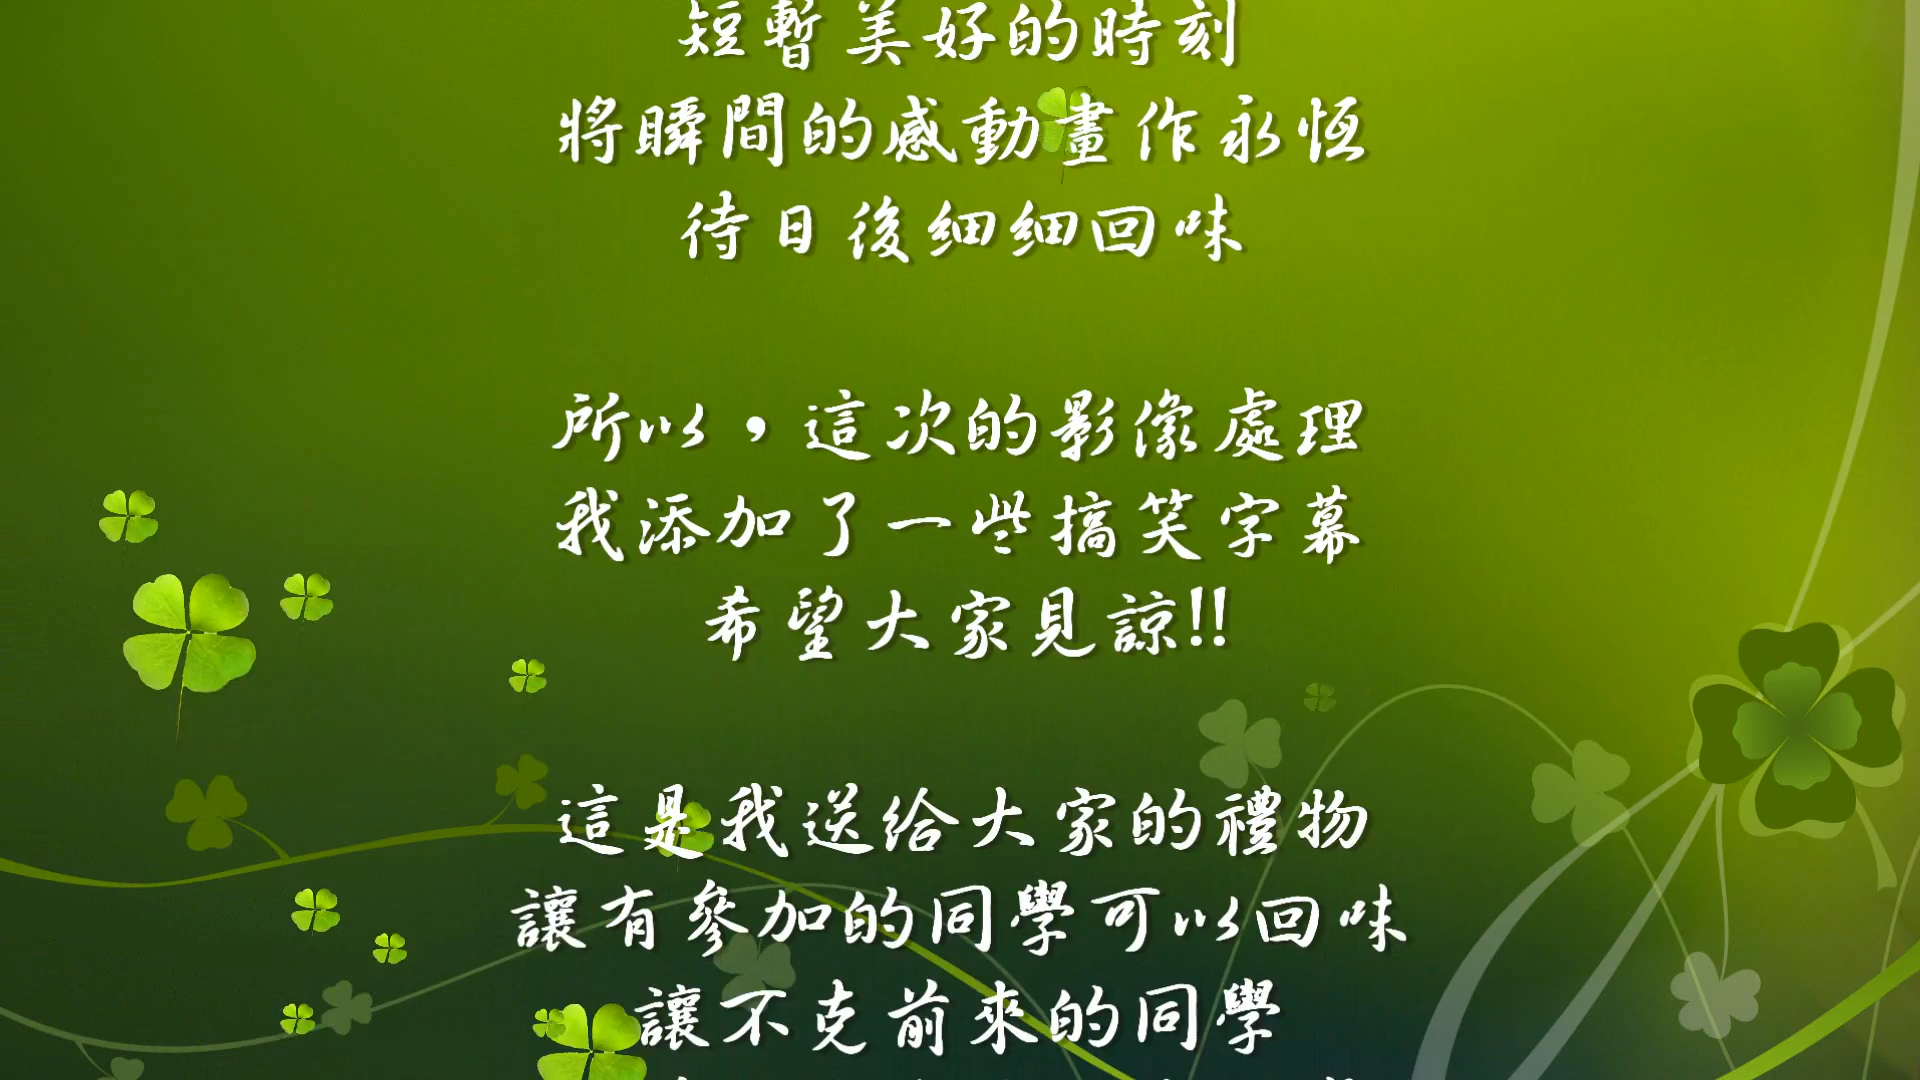 短暫美好的時刻
將瞬間的感動畫作永恆
待日後細細回味
所以，這次的影像處理
我添加了一些搞笑字幕
希望大家見諒!!
這是我送給大家的禮物
讓有參加的同學可以回味
讓不克前來的同學